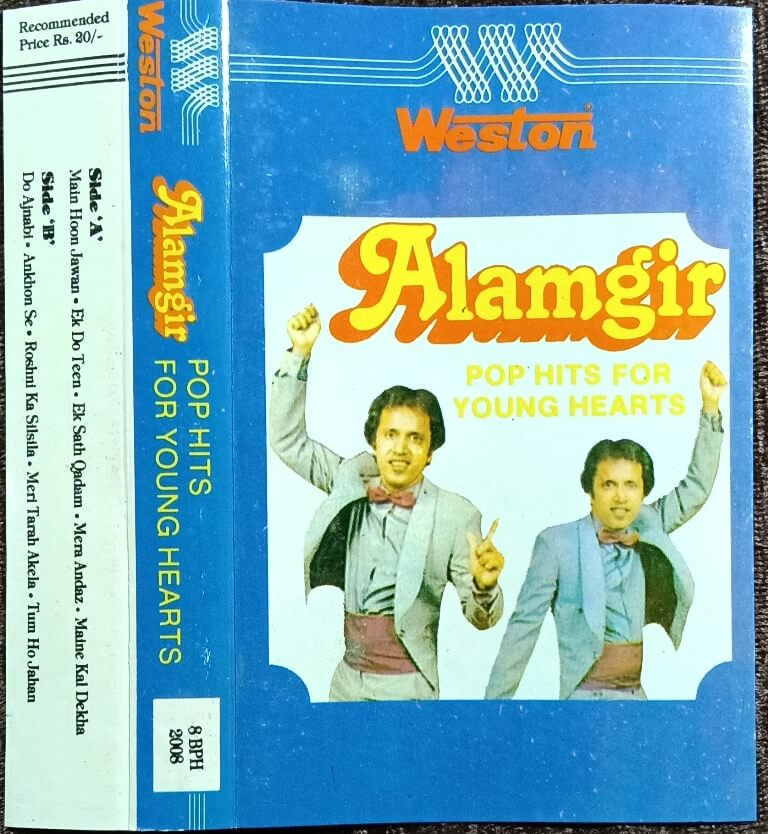 Recommended
Price Rs. 20/-
Side 'A'
Main Hoon Jawan • Ek Do Teen • Ek Sath Qadam • Mera Andaz • Maine Kal Dekha
Side 'B'
Do Ajnabi • Ankhon Se • Roshni Ka Silsila • Meri Tarah Akela • Tum Ho Jahan
Weston
Alamgir
POP HITS
FOR YOUNG HEARTS
8 BPH
2008
Weston®
Alamgir
POP HITS FOR
YOUNG HEARTS